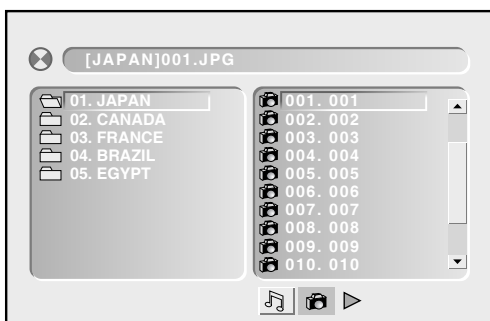 [JAPAN]001.JPG
01. JAPAN
02. CANADA
03. FRANCE
04. BRAZIL
05. EGYPT
001. 001
002. 002
003. 003
004. 004
005. 005
006. 006
007. 007
008. 008
009. 009
010. 010